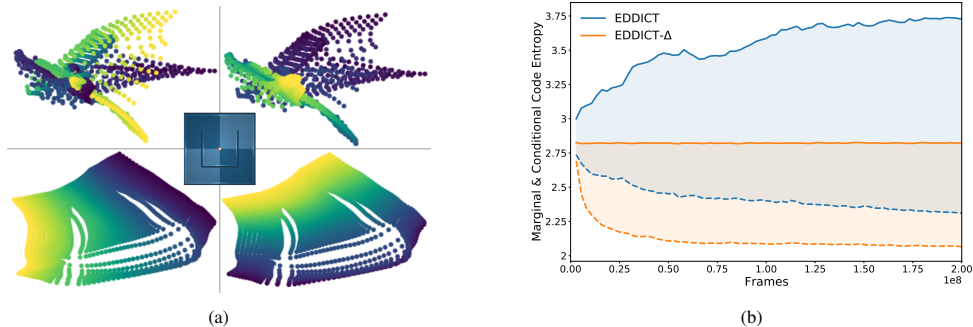 EDDICT
EDDICT-Δ
Marginal & Conditional Code Entropy
3.75
3.5
3.25
3
2.75
2.5
2.25
2
0.00
0.25
0.50
0.75
1.00
1.25
1.50
1.75
2.00
1e8
Frames
(a)
(b)